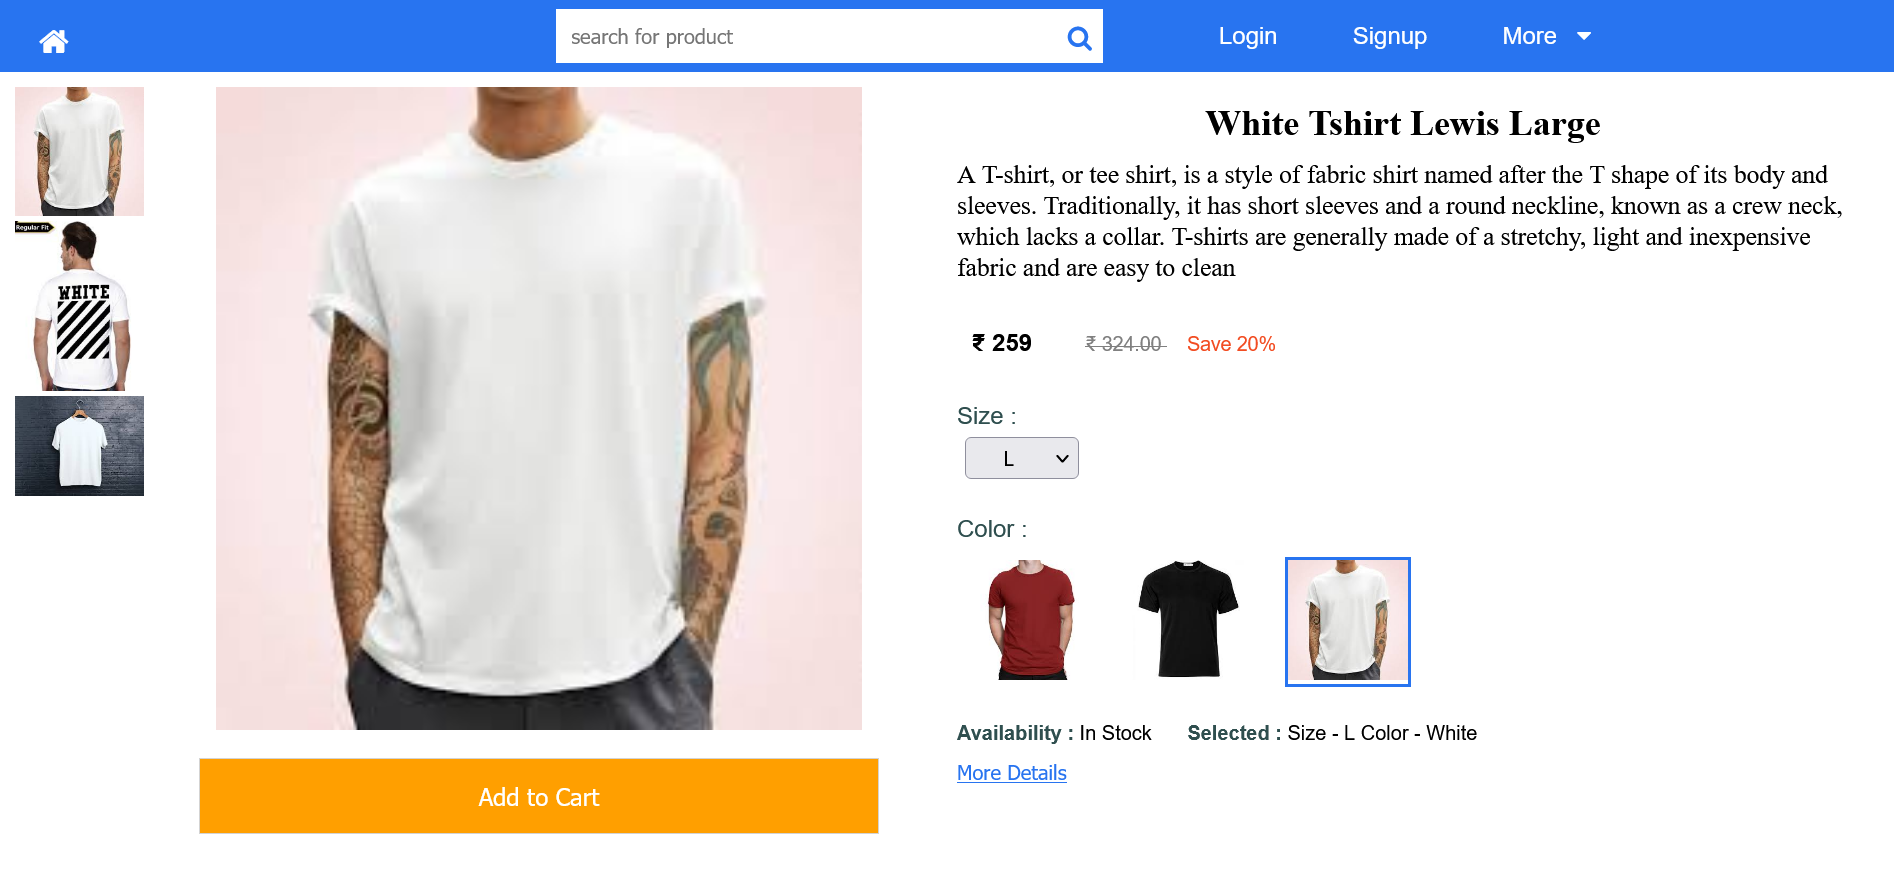 search for product
Login
Signup
More
Regular Fit
WHITE
White Tshirt Lewis Large
A T-shirt, or tee shirt, is a style of fabric shirt named after the T shape of its body and
sleeves. Traditionally, it has short sleeves and a round neckline, known as a crew neck,
which lacks a collar. T-shirts are generally made of a stretchy, light and inexpensive
fabric and are easy to clean
₹ 259 ₹ 324.00 Save 20%
Size :
L
Color :
Availability : In Stock Selected : Size - L Color - White
More Details
Add to Cart